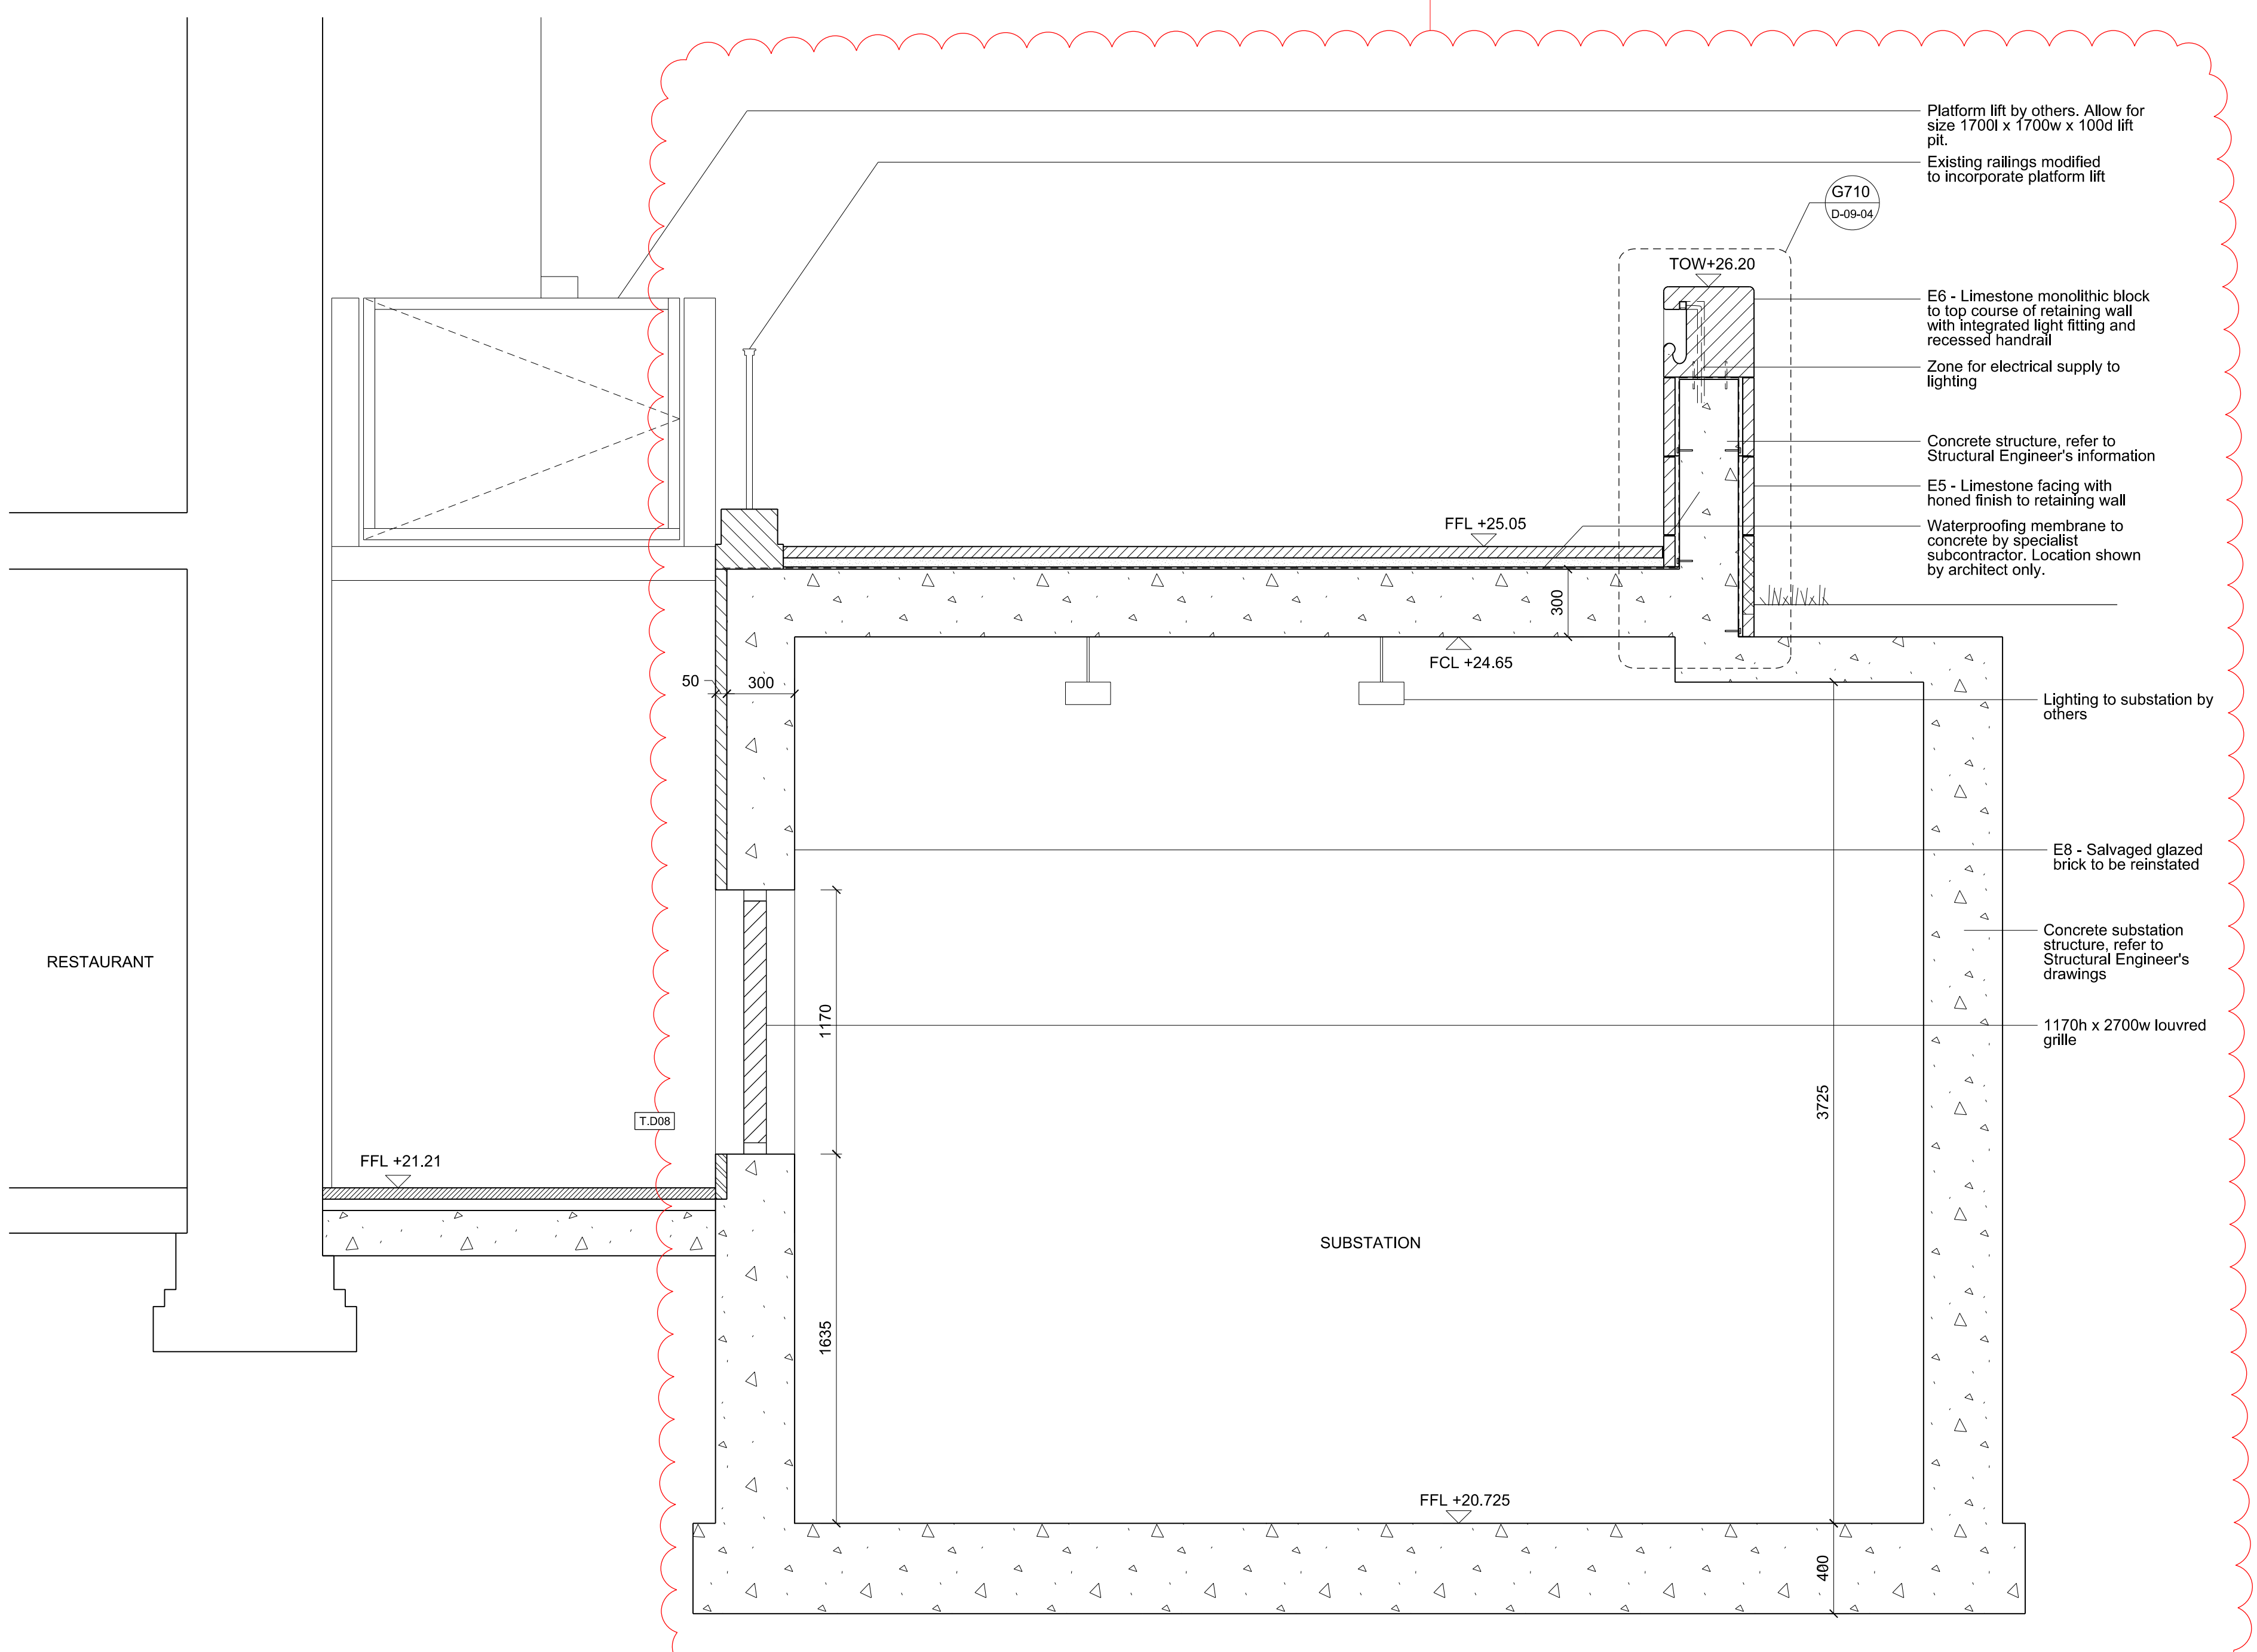 Platform lift by others. Allow for
size 1700l x 1700w x 100d lift
pit.
Existing railings modified
to incorporate platform lift
G710
D-09-04
TOW+26.20
E6 - Limestone monolithic block
to top course of retaining wall
with integrated light fitting and
recessed handrail
Zone for electrical supply to
lighting
Concrete structure, refer to
Structural Engineer's information
E5 - Limestone facing with
honed finish to retaining wall
FFL +25.05
Waterproofing membrane to
concrete by specialist
subcontractor. Location shown
by architect only.
300
FCL +24.65
50
300
Lighting to substation by
others
E8 - Salvaged glazed
brick to be reinstated
RESTAURANT
Concrete substation
structure, refer to
Structural Engineer's
drawings
1170
1170h x 2700w louvred
grille
3725
T.D08
FFL +21.21
SUBSTATION
1635
FFL +20.725
400